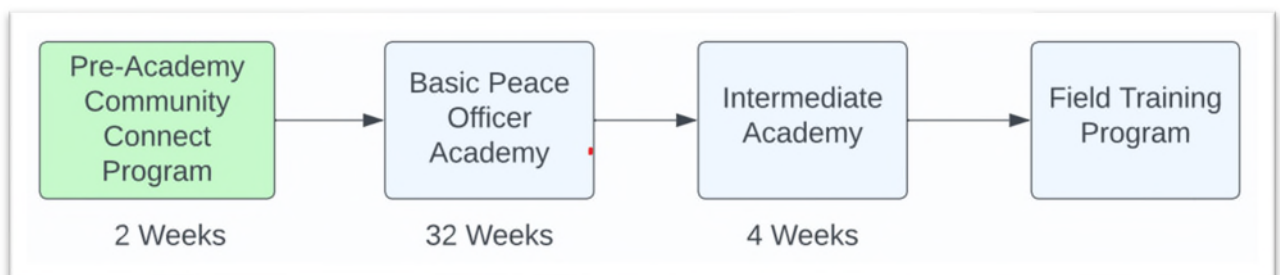 Pre-Academy
Community
Connect
Program
Basic Peace
Officer
Academy
Intermediate
Academy
Field Training
Program
2 Weeks
32 Weeks
4 Weeks